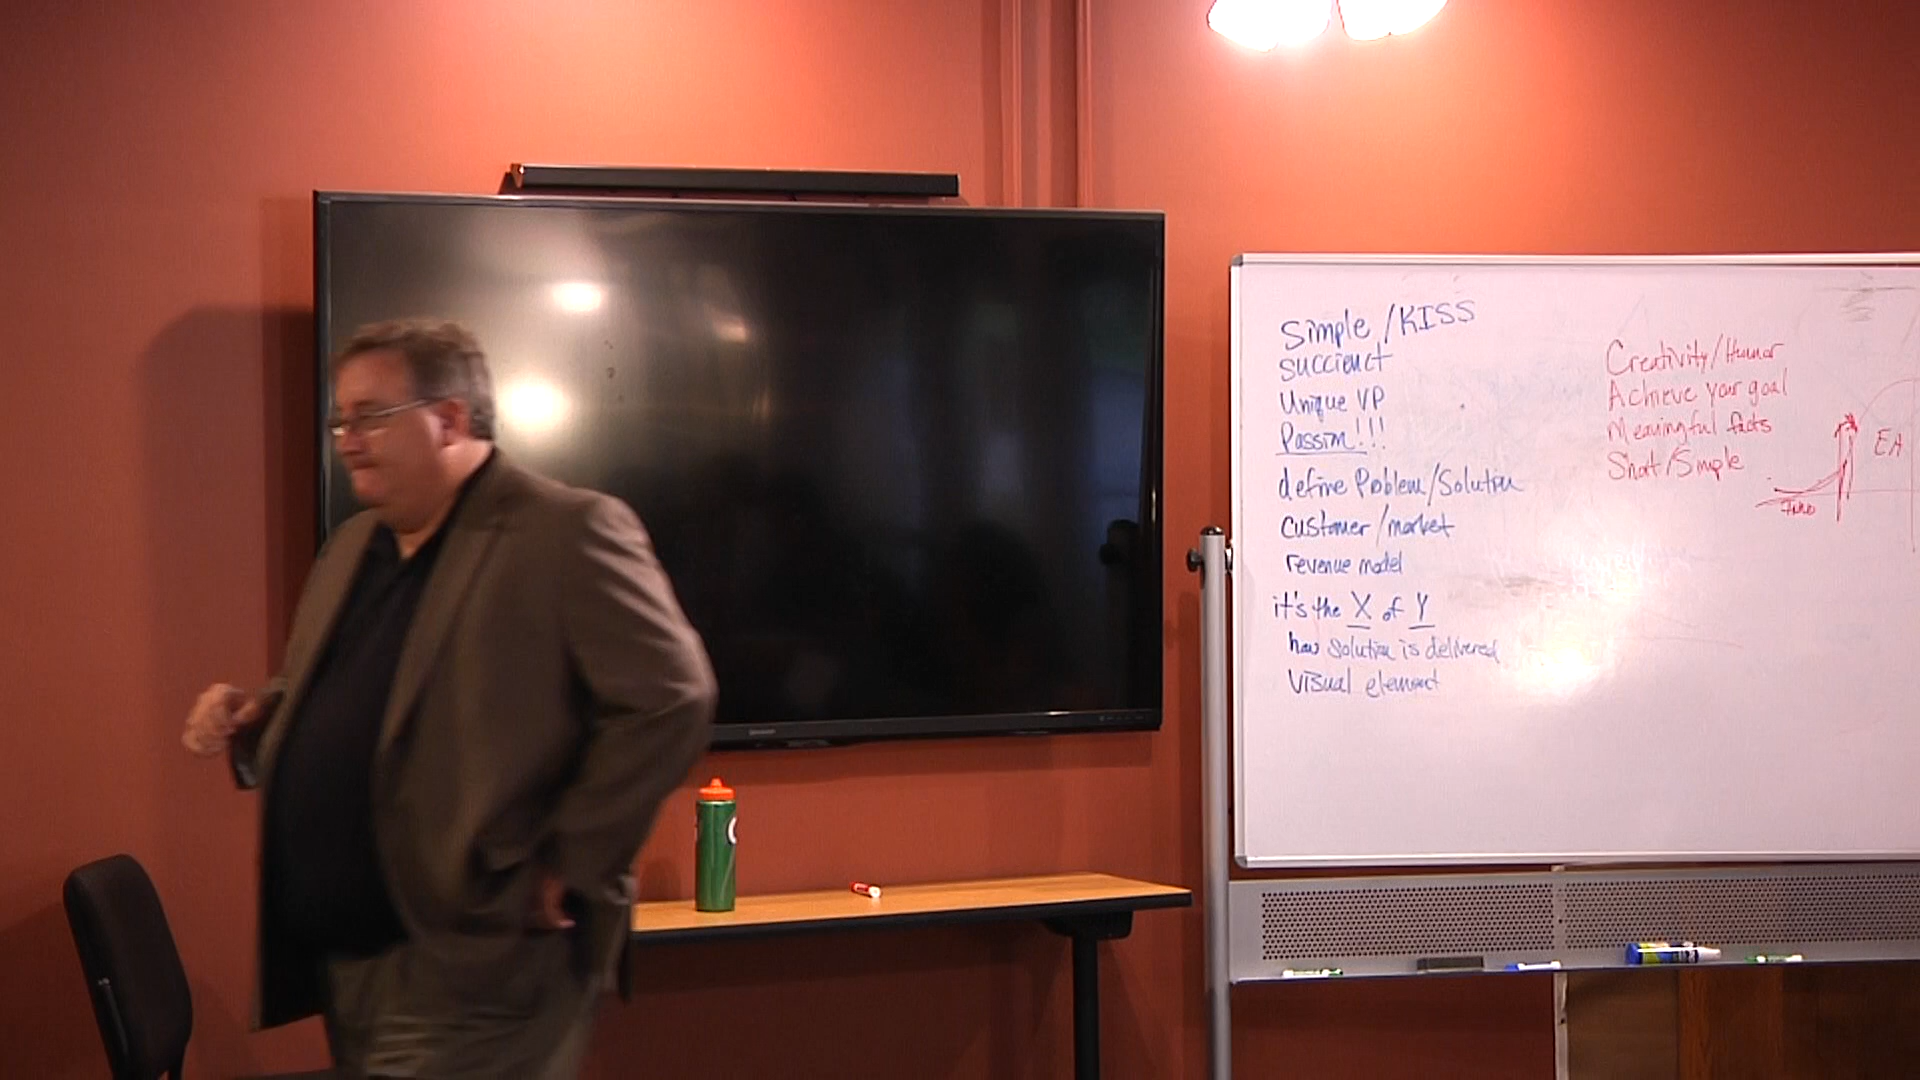 Simple/KISS
succienct
Unique VP
Passion!!!
define Problem/Solution
customer/market
revenue model
it's the X of Y
how solution is delivered
visual element
Creativity/Humor
Achieve your goal
Meaningful facts
Short/Simple
EA